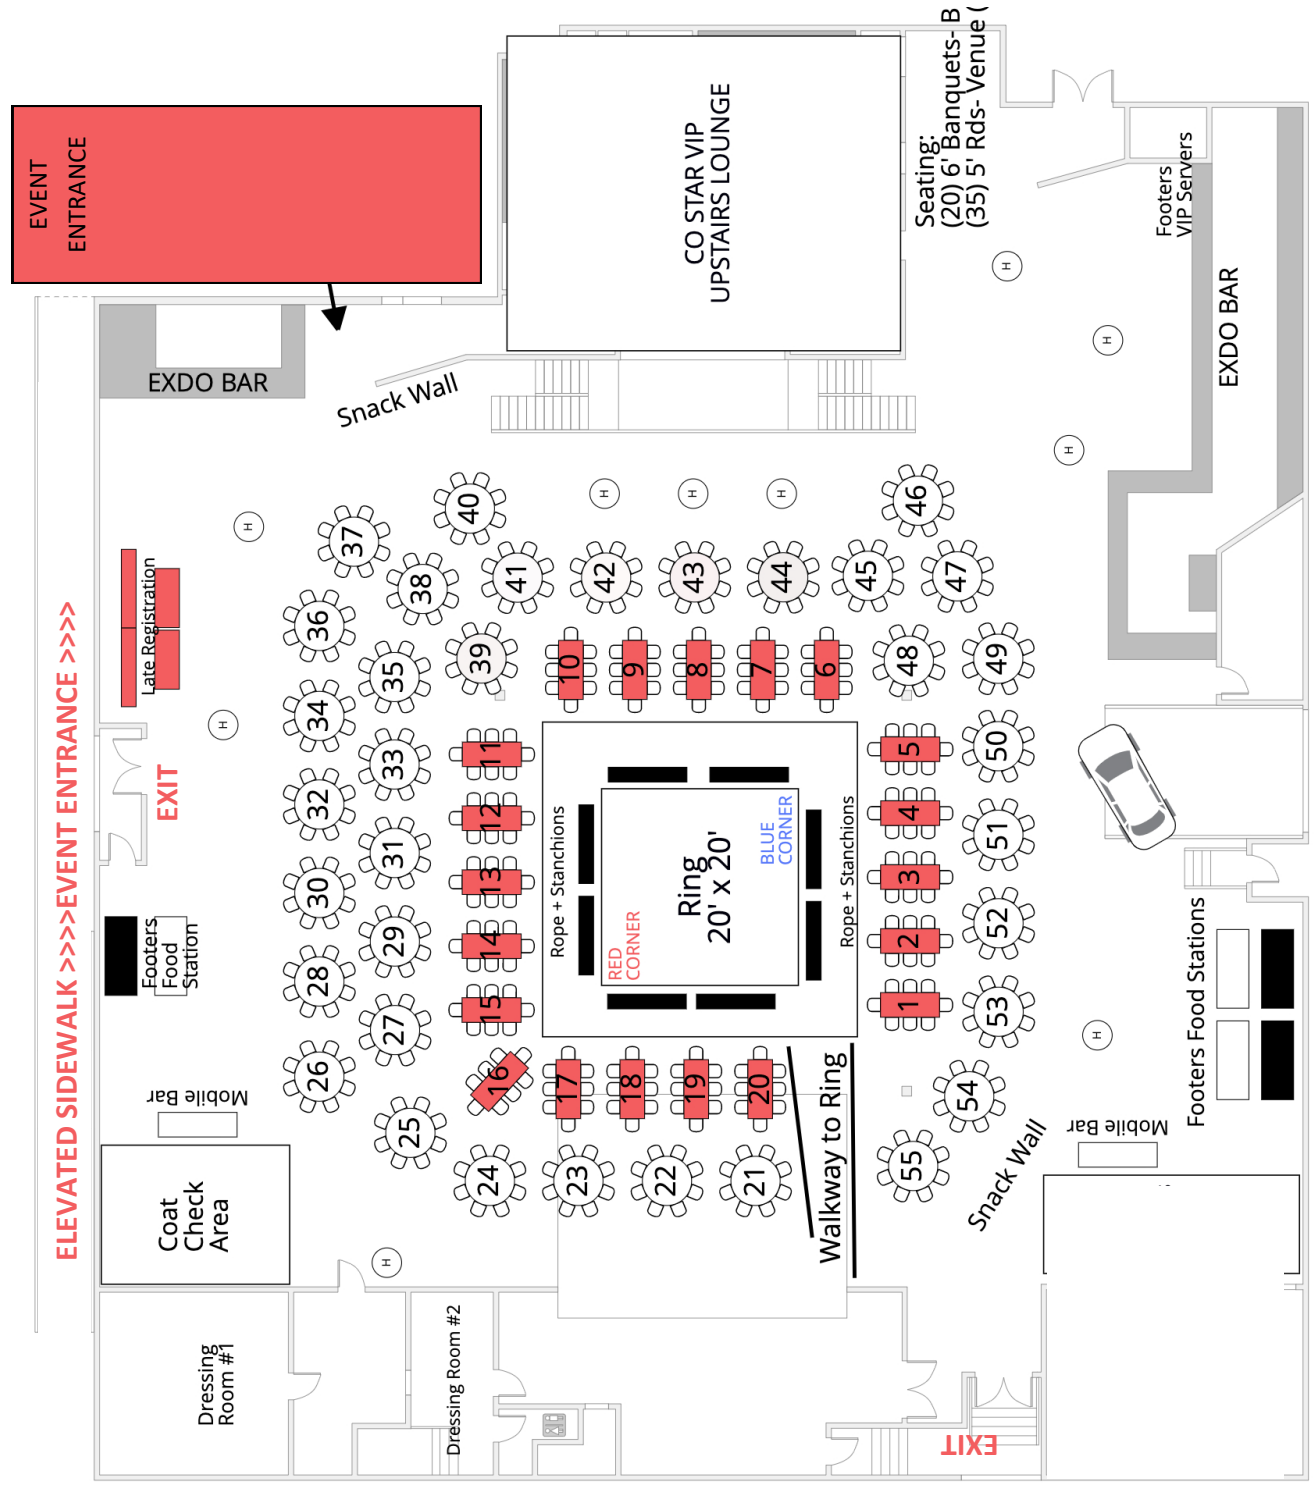 EVENT
ENTRANCE
CO STAR VIP
UPSTAIRS LOUNGE
Seating:
(20) 6' Banquets- B
(35) 5' Rds- Venue (
Footers
VIP Servers
EXDO BAR
EXDO BAR
Snack Wall
H
H
H
H
H
H
H
H
H
H
Late Registration
ELEVATED SIDEWALK >>>>EVENT ENTRANCE >>>>
EXIT
40
46
37
38
41
42
43
44
45
47
36
35
39
10
9
8
7
6
48
49
34
33
11
5
50
32
12
4
51
31
13
3
30
14
2
52
29
28
15
1
53
27
26
16
17
18
19
20
54
25
24
23
22
21
55
Rope + Stanchions
Ring
20' x 20'
BLUE
CORNER
RED
CORNER
Rope + Stanchions
Footers
Food
Station
Mobile Bar
Coat
Check
Area
Walkway to Ring
Snack Wall
Mobile Bar
Footers Food Stations
Dressing
Room #1
Dressing Room #2
EXIT